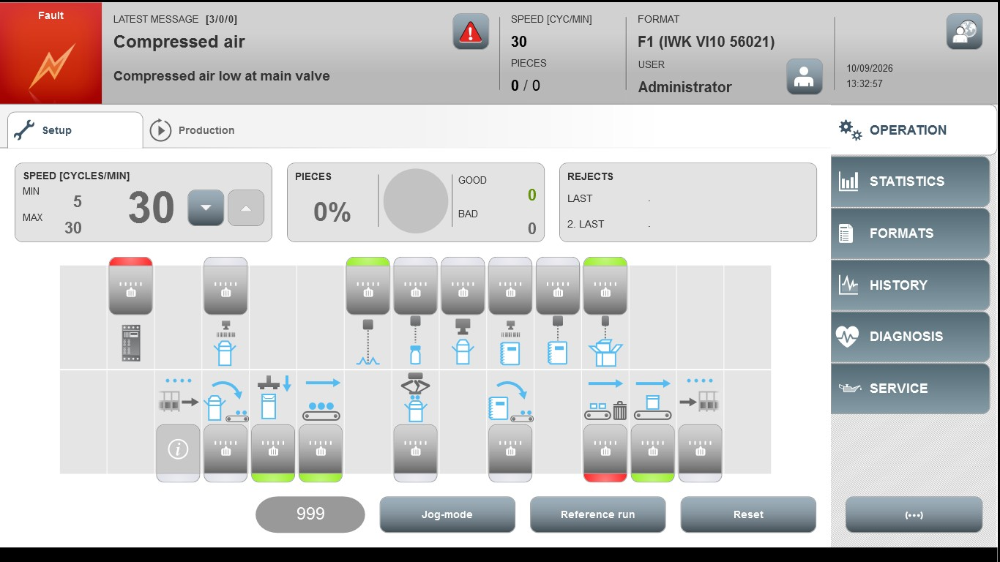 Fault
LATEST MESSAGE [3/0/0]
Compressed air
Compressed air low at main valve
SPEED [CYC/MIN]
30
PIECES
0 / 0
FORMAT
F1 (IWK VI10 56021)
USER
Administrator
10/09/2026
13:32:57
Setup
Production
SPEED [CYCLES/MIN]
MIN
5
MAX
30
30
PIECES
0%
GOOD
0
BAD
0
REJECTS
LAST .
2. LAST .
i
999
Jog-mode
Reference run
Reset
OPERATION
STATISTICS
FORMATS
HISTORY
DIAGNOSIS
SERVICE
(...)